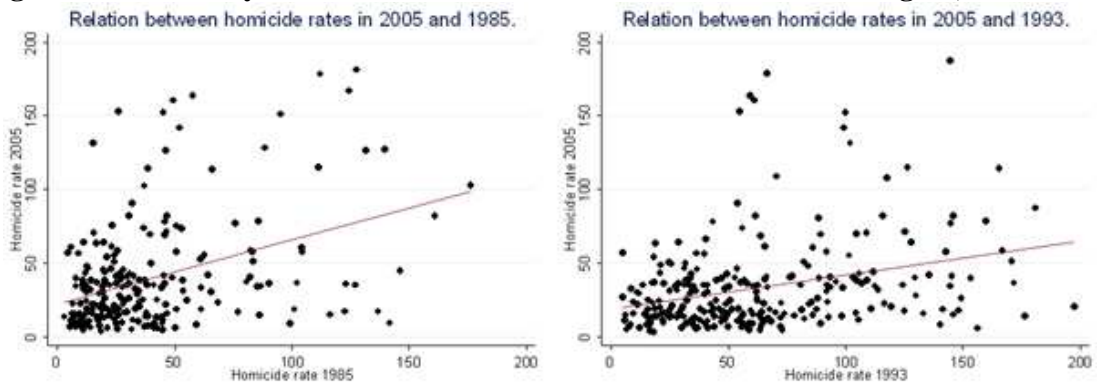 Relation between homicide rates in 2005 and 1985.
Homicide rate 2005
200
150
100
50
0
0 50 100 150 200
Homicide rate 1985
Relation between homicide rates in 2005 and 1993.
Homicide rate 2005
200
150
100
50
0
0 50 100 150 200
Homicide rate 1993